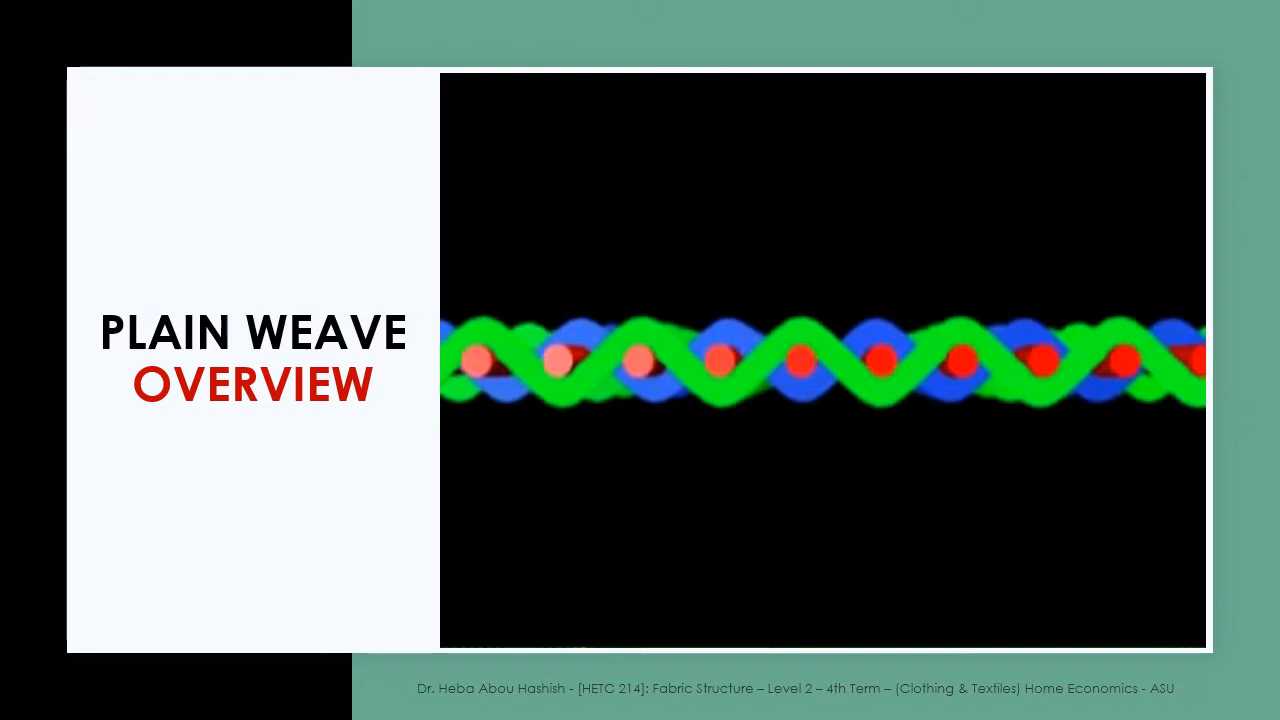 PLAIN WEAVE
OVERVIEW
Dr. Heba Abou Hashish - [HETC 214]: Fabric Structure – Level 2 – 4th Term – (Clothing & Textiles) Home Economics - ASU